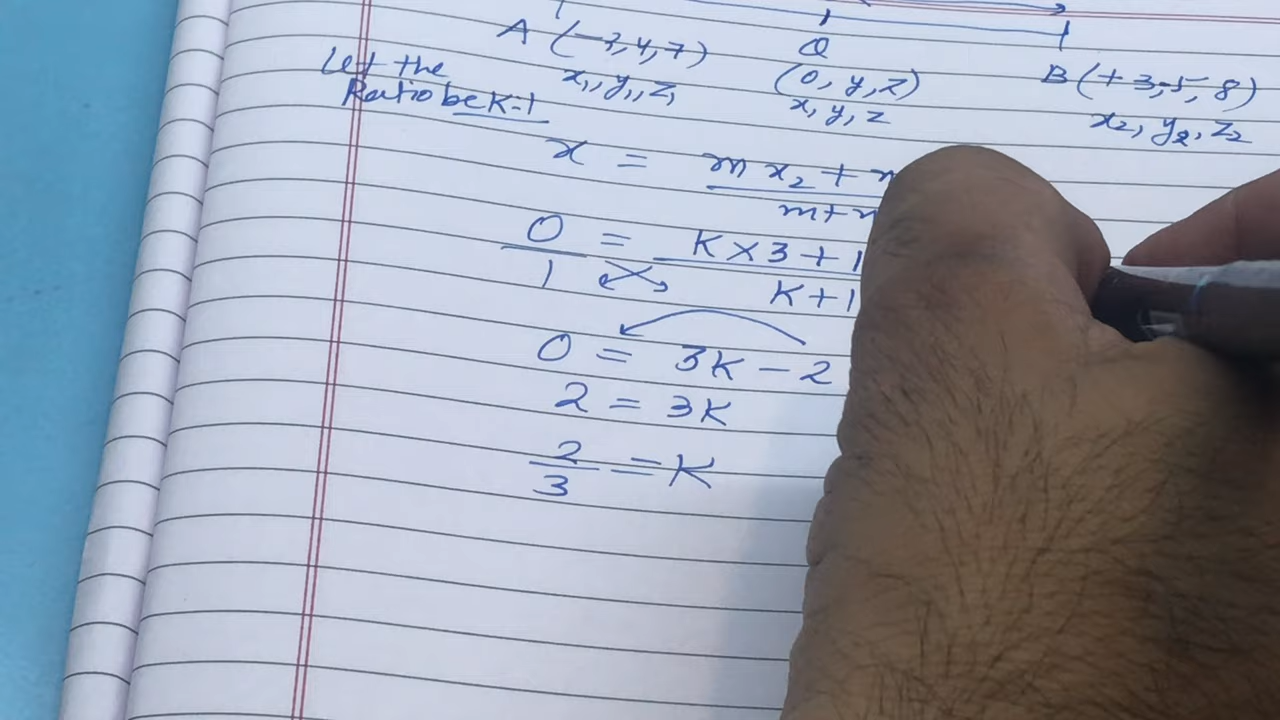 A (-2,4,7) Q B (+3,-5,8)
Let the x₁,y₁,z₁ (0,y,z) x₂,y₂,z₂
Ratio be K:1 x,y,z
x = m x₂ +
m+n
0 = K×3+1
1 K+1
0 = 3K-2
2 = 3K
2 = K
3